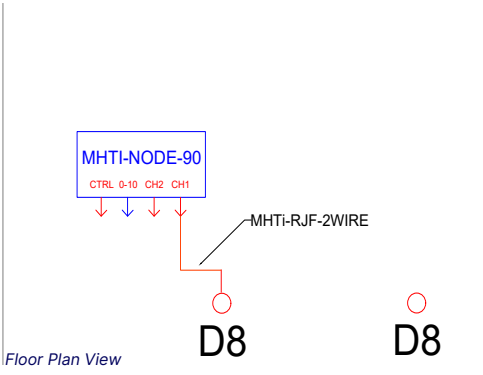 MHTI-NODE-90
CTRL 0-10 CH2 CH1
MHTi-RJF-2WIRE
D8 D8
Floor Plan View